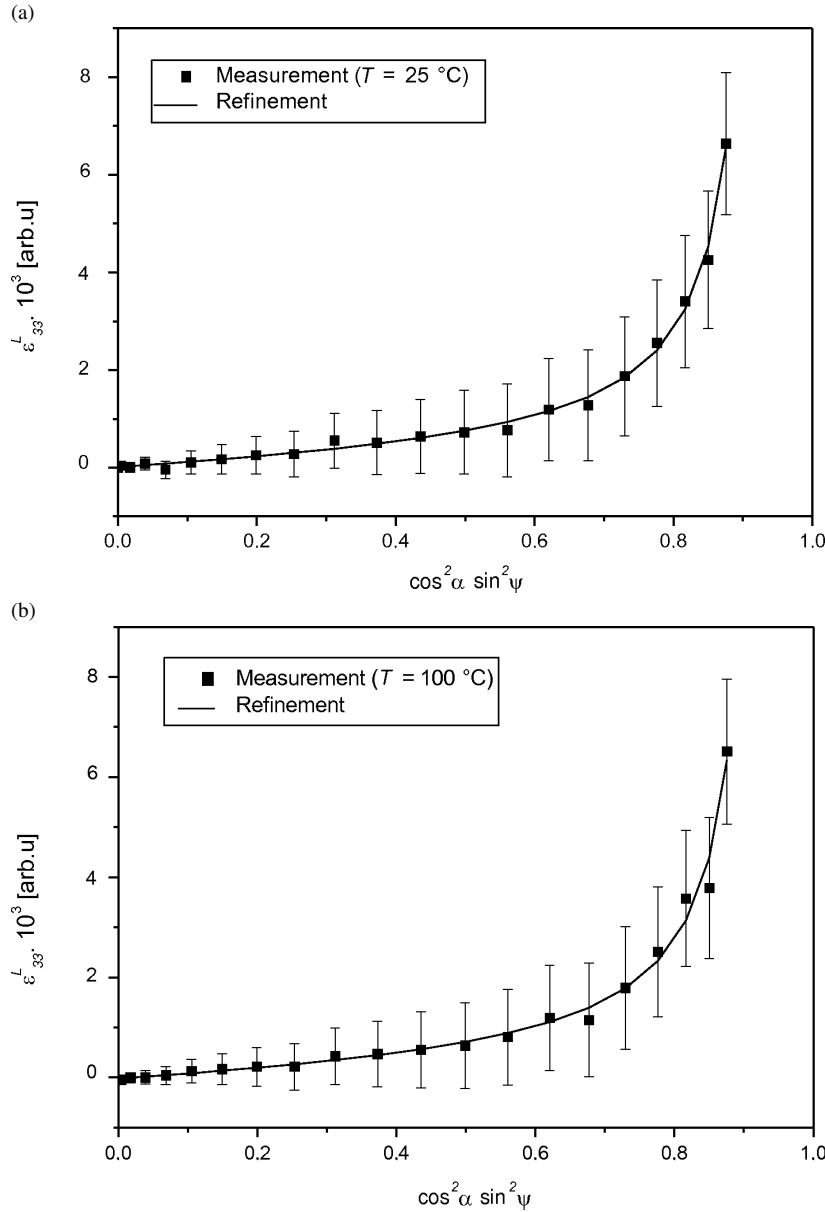 (a)
Measurement (T = 25 °C)
Refinement
8
6
4
2
0
ε^L_33. 10^3 [arb.u]
0.0 0.2 0.4 0.6 0.8 1.0
cos²α sin²ψ
(b)
Measurement (T = 100 °C)
Refinement
8
6
4
2
0
ε^L_33. 10^3 [arb.u]
0.0 0.2 0.4 0.6 0.8 1.0
cos²α sin²ψ